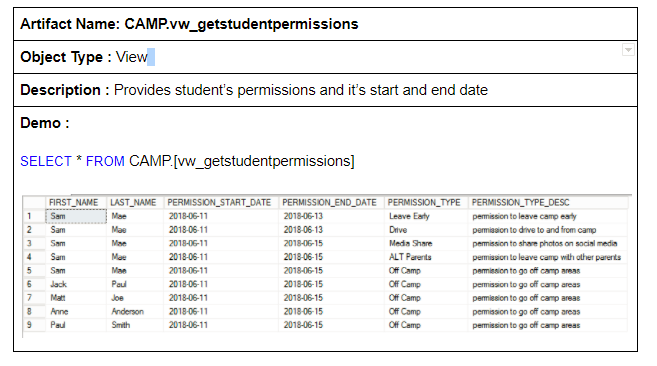 Artifact Name: CAMP.vw_getstudentpermissions
Object Type : View
Description : Provides student’s permissions and it’s start and end date
Demo :
SELECT * FROM CAMP.[vw_getstudentpermissions]
FIRST_NAME LAST_NAME PERMISSION_START_DATE PERMISSION_END_DATE PERMISSION_TYPE PERMISSION_TYPE_DESC
1 Sam Mae 2018-06-11 2018-06-13 Leave Early permission to leave camp early
2 Sam Mae 2018-06-11 2018-06-13 Drive permission to drive to and from camp
3 Sam Mae 2018-06-11 2018-06-15 Media Share permission to share photos on social media
4 Sam Mae 2018-06-11 2018-06-15 ALT Parents permission to leave camp with other parents
5 Sam Mae 2018-06-11 2018-06-15 Off Camp permission to go off camp areas
6 Jack Paul 2018-06-11 2018-06-15 Off Camp permission to go off camp areas
7 Matt Joe 2018-06-11 2018-06-15 Off Camp permission to go off camp areas
8 Anne Anderson 2018-06-11 2018-06-15 Off Camp permission to go off camp areas
9 Paul Smith 2018-06-11 2018-06-15 Off Camp permission to go off camp areas